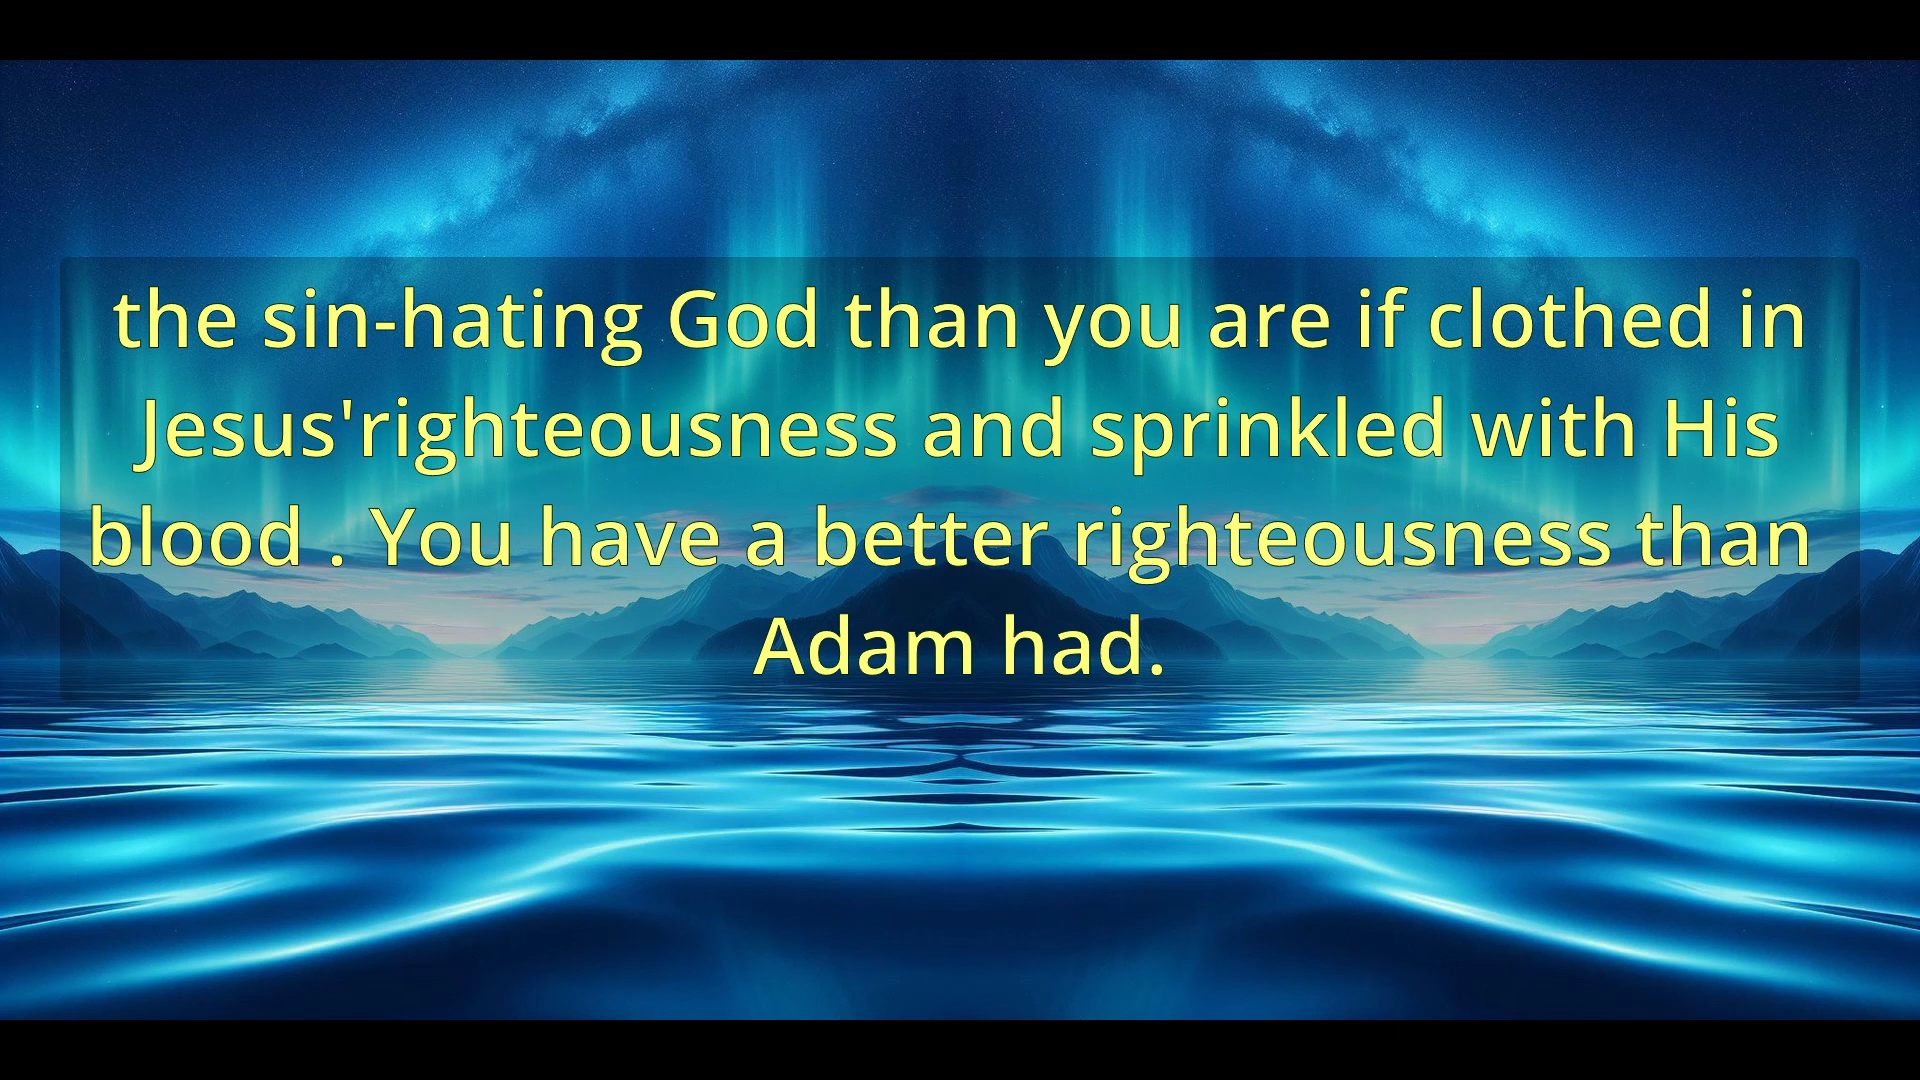 the sin-hating God than you are if clothed in
Jesus'righteousness and sprinkled with His
blood . You have a better righteousness than
Adam had.